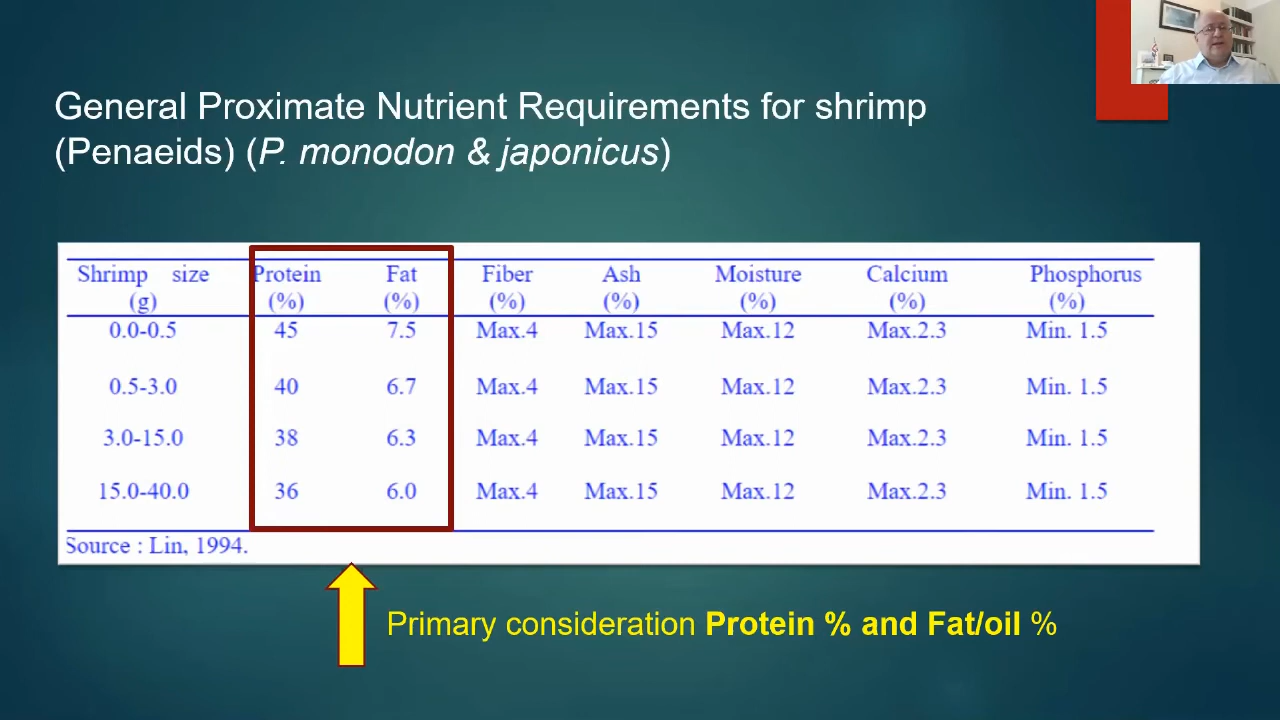 General Proximate Nutrient Requirements for shrimp
(Penaeids) (P. monodon & japonicus)
Shrimp size Protein Fat Fiber Ash Moisture Calcium Phosphorus
(g) (%) (%) (%) (%) (%) (%) (%)
0.0-0.5 45 7.5 Max.4 Max.15 Max.12 Max.2.3 Min. 1.5
0.5-3.0 40 6.7 Max.4 Max.15 Max.12 Max.2.3 Min. 1.5
3.0-15.0 38 6.3 Max.4 Max.15 Max.12 Max.2.3 Min. 1.5
15.0-40.0 36 6.0 Max.4 Max.15 Max.12 Max.2.3 Min. 1.5
Source : Lin, 1994.
Primary consideration Protein % and Fat/oil %